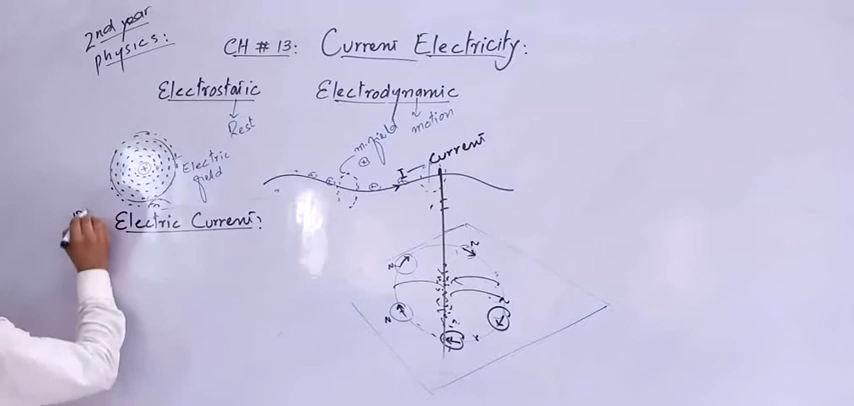 2nd year
physics:
CH # 13: Current Electricity:
Electrostatic
Electrodynamic
Rest
motion
m.field
Current
I
Electric
field
Electric Current: